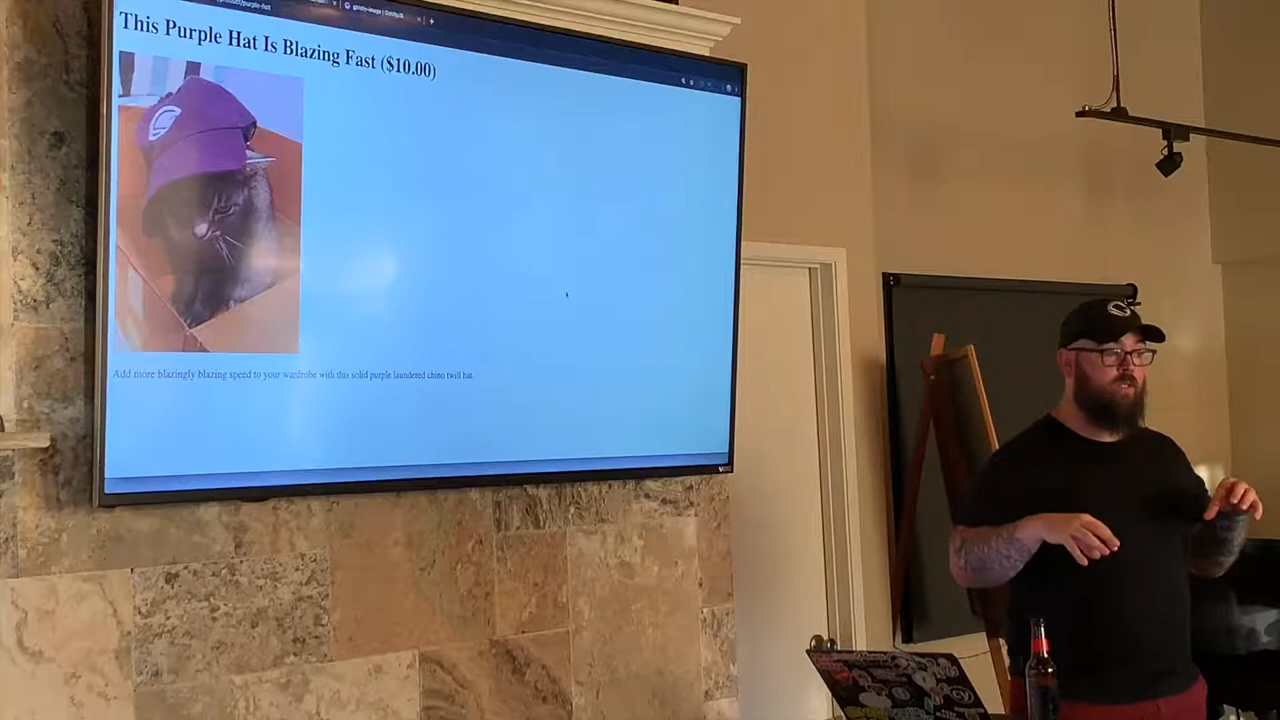 This Purple Hat Is Blazing Fast ($10.00)
Add more blazingly blazing speed to your wardrobe with this solid purple laundered chino twill hat.